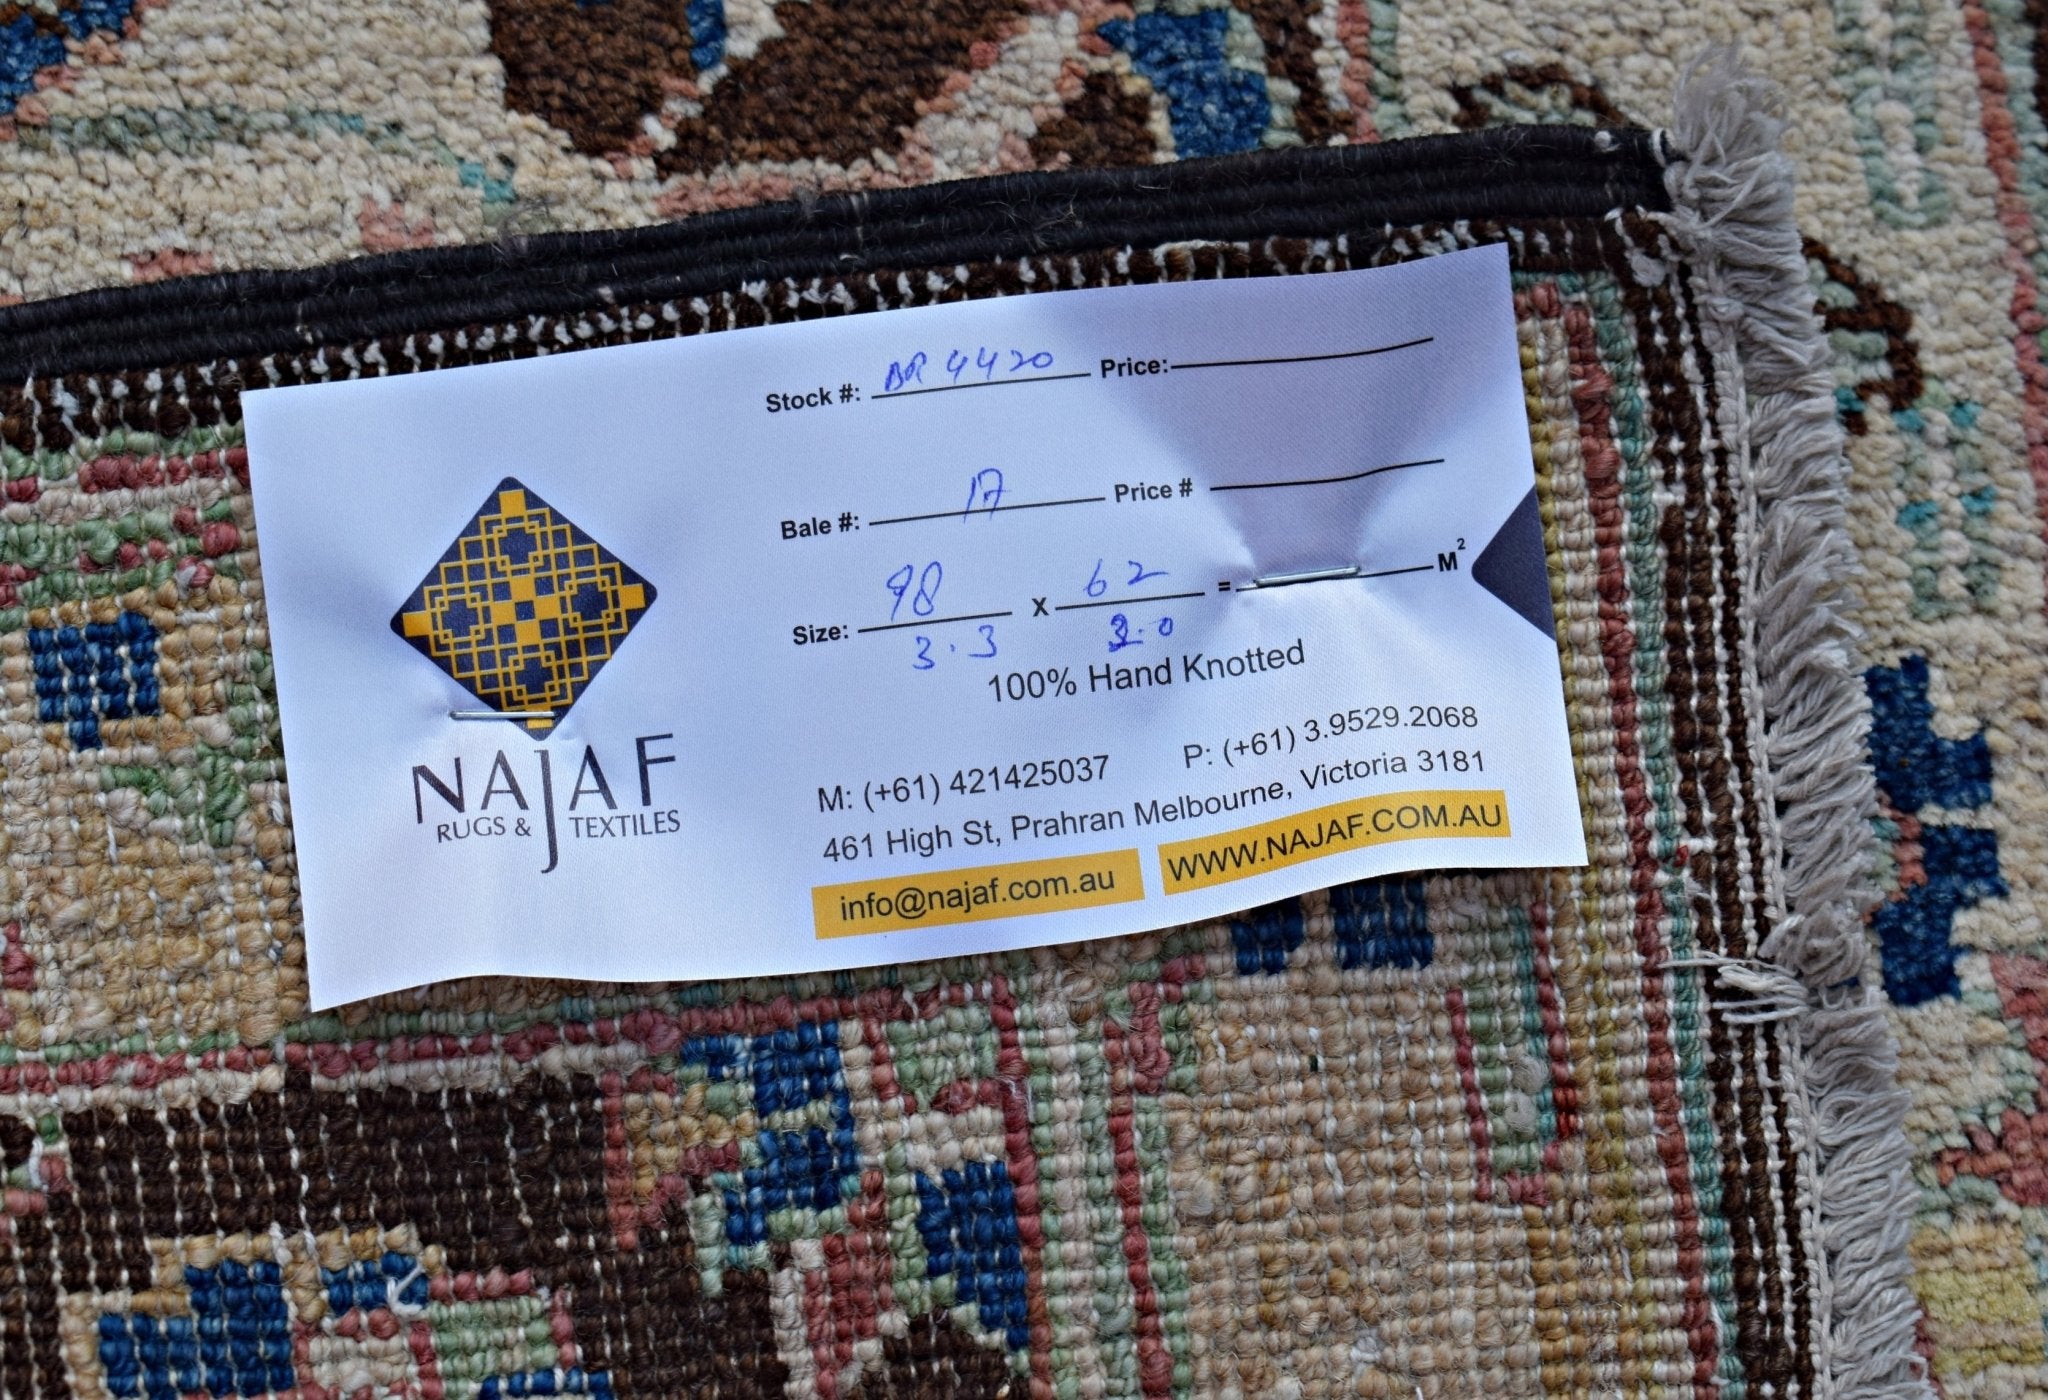 Stock #: BR 4420 Price:
Bale #: 17 Price #
Size: 98 X 62 = M²
3.3 2.0
100% Hand Knotted
M: (+61) 421425037 P: (+61) 3.9529.2068
461 High St, Prahran Melbourne, Victoria 3181
info@najaf.com.au WWW.NAJAF.COM.AU
NAJAF
RUGS & TEXTILES